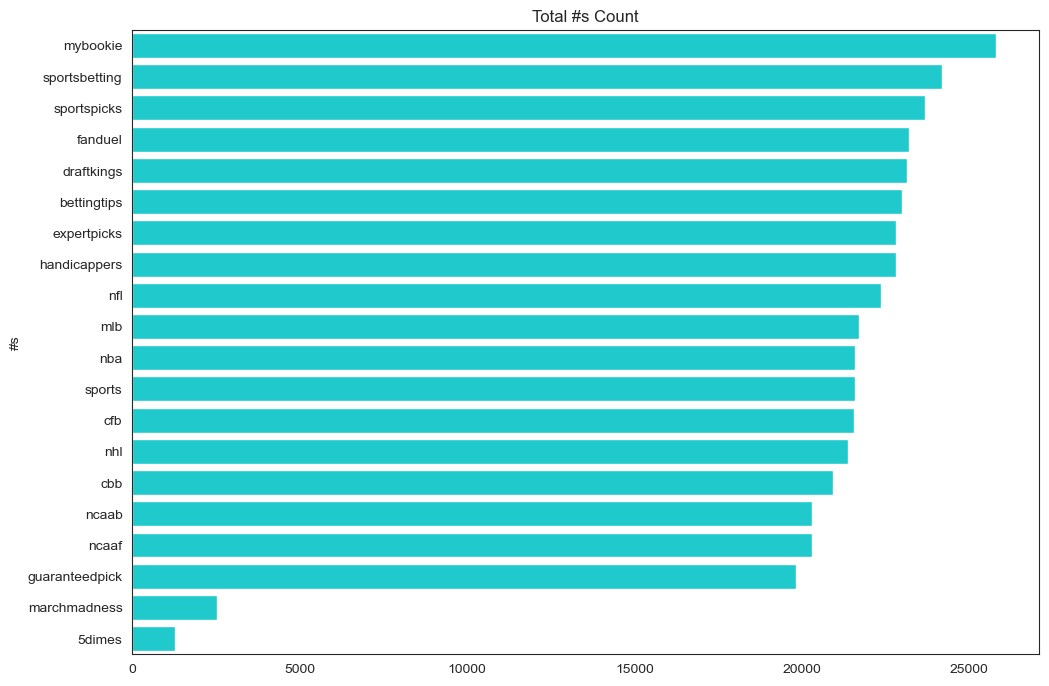 Total #s Count
#s
mybookie
sportsbetting
sportspicks
fanduel
draftkings
bettingtips
expertpicks
handicappers
nfl
mlb
nba
sports
cfb
nhl
cbb
ncaab
ncaaf
guaranteedpick
marchmadness
5dimes
0 5000 10000 15000 20000 25000